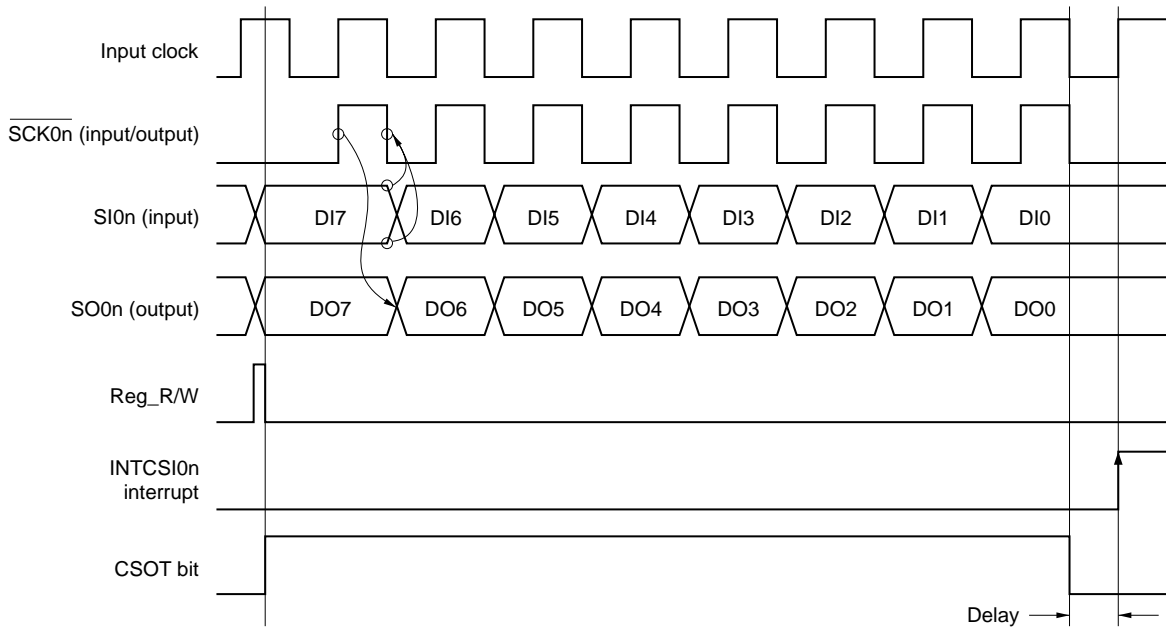 Input clock
SCK0n (input/output)
SI0n (input)
DI7 DI6 DI5 DI4 DI3 DI2 DI1 DI0
SO0n (output)
DO7 DO6 DO5 DO4 DO3 DO2 DO1 DO0
Reg_R/W
INTCSI0n
interrupt
CSOT bit
Delay